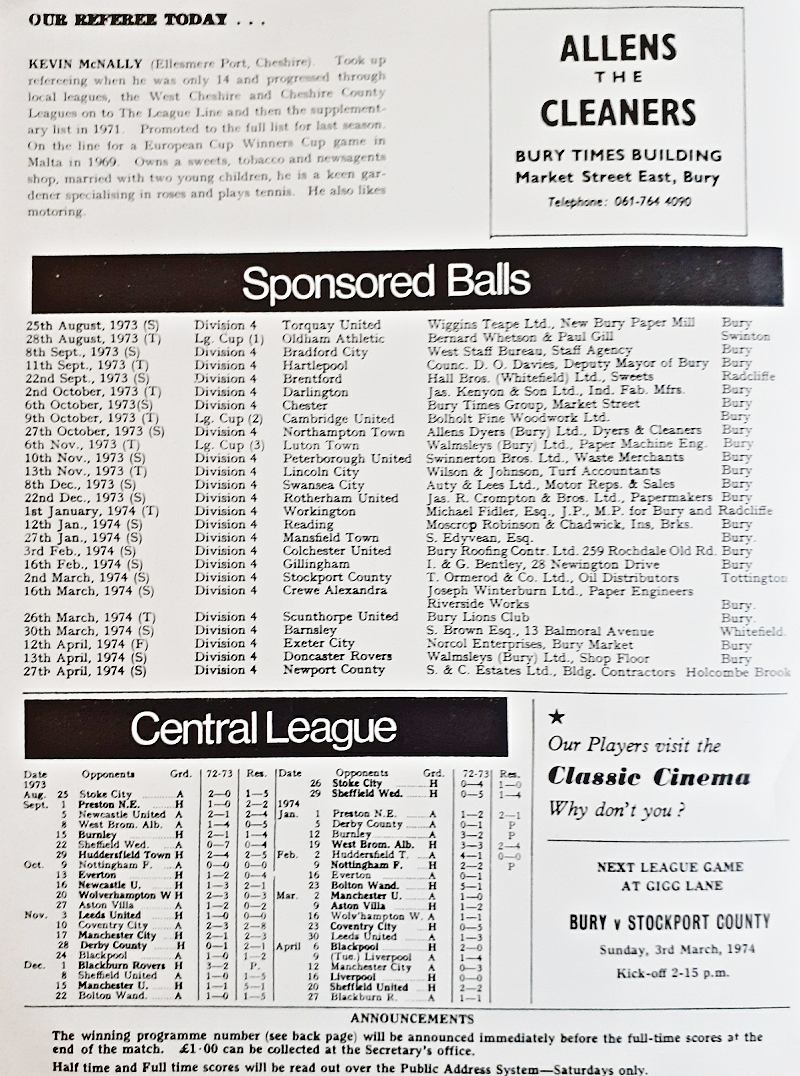 OUR REFEREE TODAY . . .
KEVIN McNALLY (Ellesmere Port, Cheshire). Took up
refereeing when he was only 14 and progressed through
local leagues, the West Cheshire and Cheshire County
Leagues on to The League Line and then the supplement-
ary list in 1971. Promoted to the full list for last season.
On the line for a European Cup Winners Cup game in
Malta in 1969. Owns a sweets, tobacco and newsagents
shop, married with two young children, he is a keen gar-
dener specialising in roses and plays tennis. He also likes
motoring.
ALLENS
THE
CLEANERS
BURY TIMES BUILDING
Market Street East, Bury
Telephone: 061-764 4090
Sponsored Balls
25th August, 1973 (S) Division 4 Torquay United Wiggins Teape Ltd., New Bury Paper Mill Bury
28th August, 1973 (T) Lg. Cup (1) Oldham Athletic Bernard Whetson & Paul Gill Swinton
8th Sept., 1973 (S) Division 4 Bradford City West Staff Bureau, Staff Agency Bury
11th Sept., 1973 (T) Division 4 Hartlepool Counc. D. O. Davies, Deputy Mayor of Bury Bury
22nd Sept., 1973 (S) Division 4 Brentford Hall Bros. (Whitefield) Ltd., Sweets Radcliffe
2nd October, 1973 (T) Division 4 Darlington Jas. Kenyon & Son Ltd., Ind. Fab. Mfrs. Bury
6th October, 1973(S) Division 4 Chester Bury Times Group, Market Street Bury
9th October, 1973 (T) Lg. Cup (2) Cambridge United Bolholt Fine Woodwork Ltd. Bury
27th October, 1973 (S) Division 4 Northampton Town Allens Dyers (Bury) Ltd., Dyers & Cleaners Bury
6th Nov., 1973 (T) Lg. Cup (3) Luton Town Walmsleys (Bury) Ltd., Paper Machine Eng. Bury
10th Nov., 1973 (S) Division 4 Peterborough United Swinnerton Bros. Ltd., Waste Merchants Bury
13th Nov., 1973 (T) Division 4 Lincoln City Wilson & Johnson, Turf Accountants Bury
8th Dec., 1973 (S) Division 4 Swansea City Auty & Lees Ltd., Motor Reps. & Sales Bury
22nd Dec., 1973 (S) Division 4 Rotherham United Jas. R. Crompton & Bros. Ltd., Papermakers Bury
1st January, 1974 (T) Division 4 Workington Michael Fidler, Esq., J.P., M.P. for Bury and Radcliffe
12th Jan., 1974 (S) Division 4 Reading Moscrop Robinson & Chadwick, Ins, Brks. Bury.
27th Jan., 1974 (S) Division 4 Mansfield Town S. Edyvean, Esq. Bury
3rd Feb., 1974 (S) Division 4 Colchester United Bury Roofing Contr. Ltd. 259 Rochdale Old Rd. Bury
16th Feb., 1974 (S) Division 4 Gillingham I. & G. Bentley, 28 Newington Drive Bury
2nd March, 1974 (S) Division 4 Stockport County T. Ormerod & Co. Ltd., Oil Distributors Tottington
16th March, 1974 (S) Division 4 Crewe Alexandra Joseph Winterburn Ltd., Paper Engineers
Riverside Works Bury.
26th March, 1974 (T) Division 4 Scunthorpe United Bury Lions Club Bury.
30th March, 1974 (S) Division 4 Barnsley S. Brown Esq., 13 Balmoral Avenue Whitefield.
12th April, 1974 (F) Division 4 Exeter City Norcol Enterprises, Bury Market Bury
13th April, 1974 (S) Division 4 Doncaster Rovers Walmsleys (Bury) Ltd., Shop Floor Bury
27th April, 1974 (S) Division 4 Newport County S. & C. Estates Ltd., Bldg. Contractors Holcombe Brook
Central League
Date Opponents Grd. 72-73 Res.
1973
Aug. 25 Stoke City A 2—0 1—5
Sept. 1 Preston N.E. H 1—0 2—2
5 Newcastle United A 2—1 2—4
8 West Brom. Alb. A 1—4 0—5
15 Burnley H 2—1 1—4
22 Sheffield Wed. A 0—7 0—4
29 Huddersfield Town H 2—4 2—5
Oct. 9 Nottingham F. A 0—0 0—0
13 Everton H 1—2 0—4
16 Newcastle U. H 1—3 2—1
20 Wolverhampton W H 2—3 0—3
27 Aston Villa A 1—2 0—2
Nov. 3 Leeds United H 1—0 0—0
10 Coventry City A 2—3 2—8
17 Manchester City H 2—1 2—3
28 Derby County H 0—1 2—1
24 Blackpool A 1—0 1—2
Dec. 1 Blackburn Rovers H 3—2 P.
8 Sheffield United A 1—0 1—5
15 Manchester U. H 1—1 5—1
22 Bolton Wand. A 1—0 1—5
Date Opponents Grd. 72-73 Res.
26 Stoke City H 0—4 1—0
29 Sheffield Wed. H 0—5 1—4
1974
Jan. 1 Preston N.E. A 1—2 2—1
5 Derby County A 0—1 P
12 Burnley A 3—2 P
19 West Brom. Alb. H 3—3 2—4
Feb. 2 Huddersfield T. A 4—1 0—0
9 Nottingham F. H 2—2 P
16 Everton A 0—1
23 Bolton Wand. H 5—1
Mar. 2 Manchester U. A 1—0
9 Aston Villa H 1—2
16 Wolv'hampton W. A 1—1
23 Coventry City H 0—5
30 Leeds United A 1—3
April 6 Blackpool H 2—0
9 (Tue.) Liverpool A 1—4
12 Manchester City A 0—3
16 Liverpool H 0—0
20 Sheffield United H 2—2
27 Blackburn R. A 1—1
★
Our Players visit the
Classic Cinema
Why don't you ?
NEXT LEAGUE GAME
AT GIGG LANE
BURY v STOCKPORT COUNTY
Sunday, 3rd March, 1974
Kick-off 2-15 p.m.
ANNOUNCEMENTS
The winning programme number (see back page) will be announced immediately before the full-time scores at the
end of the match. £1·00 can be collected at the Secretary's office.
Half time and Full time scores will be read out over the Public Address System—Saturdays only.